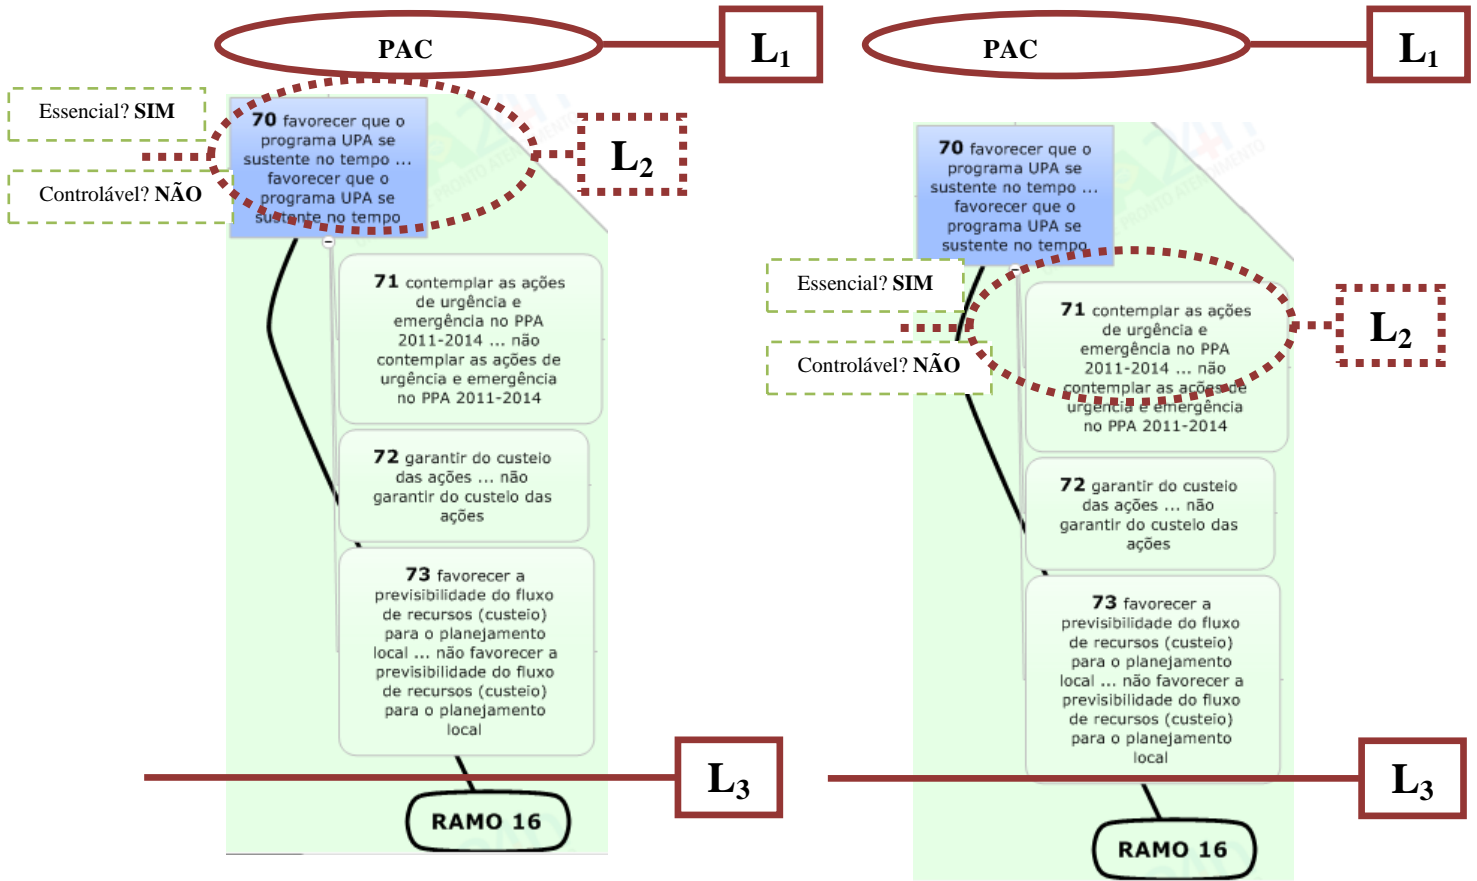 PAC
L1
Essencial? SIM
Controlável? NÃO
70 favorecer que o
programa UPA se
sustente no tempo ...
favorecer que o
programa UPA se
sustente no tempo
L2
71 contemplar as ações
de urgência e
emergência no PPA
2011-2014 ... não
contemplar as ações de
urgência e emergência
no PPA 2011-2014
72 garantir do custeio
das ações ... não
garantir do custeio das
ações
73 favorecer a
previsibilidade do fluxo
de recursos (custeio)
para o planejamento
local ... não favorecer a
previsibilidade do fluxo
de recursos (custeio)
para o planejamento
local
L3
RAMO 16
PAC
L1
24
PRONTO ATENDIMENTO
70 favorecer que o
programa UPA se
sustente no tempo ...
favorecer que o
programa UPA se
sustente no tempo
Essencial? SIM
Controlável? NÃO
71 contemplar as ações
de urgência e
emergência no PPA
2011-2014 ... não
contemplar as ações de
urgência e emergência
no PPA 2011-2014
L2
72 garantir do custeio
das ações ... não
garantir do custeio das
ações
73 favorecer a
previsibilidade do fluxo
de recursos (custeio)
para o planejamento
local ... não favorecer a
previsibilidade do fluxo
de recursos (custeio)
para o planejamento
local
L3
RAMO 16